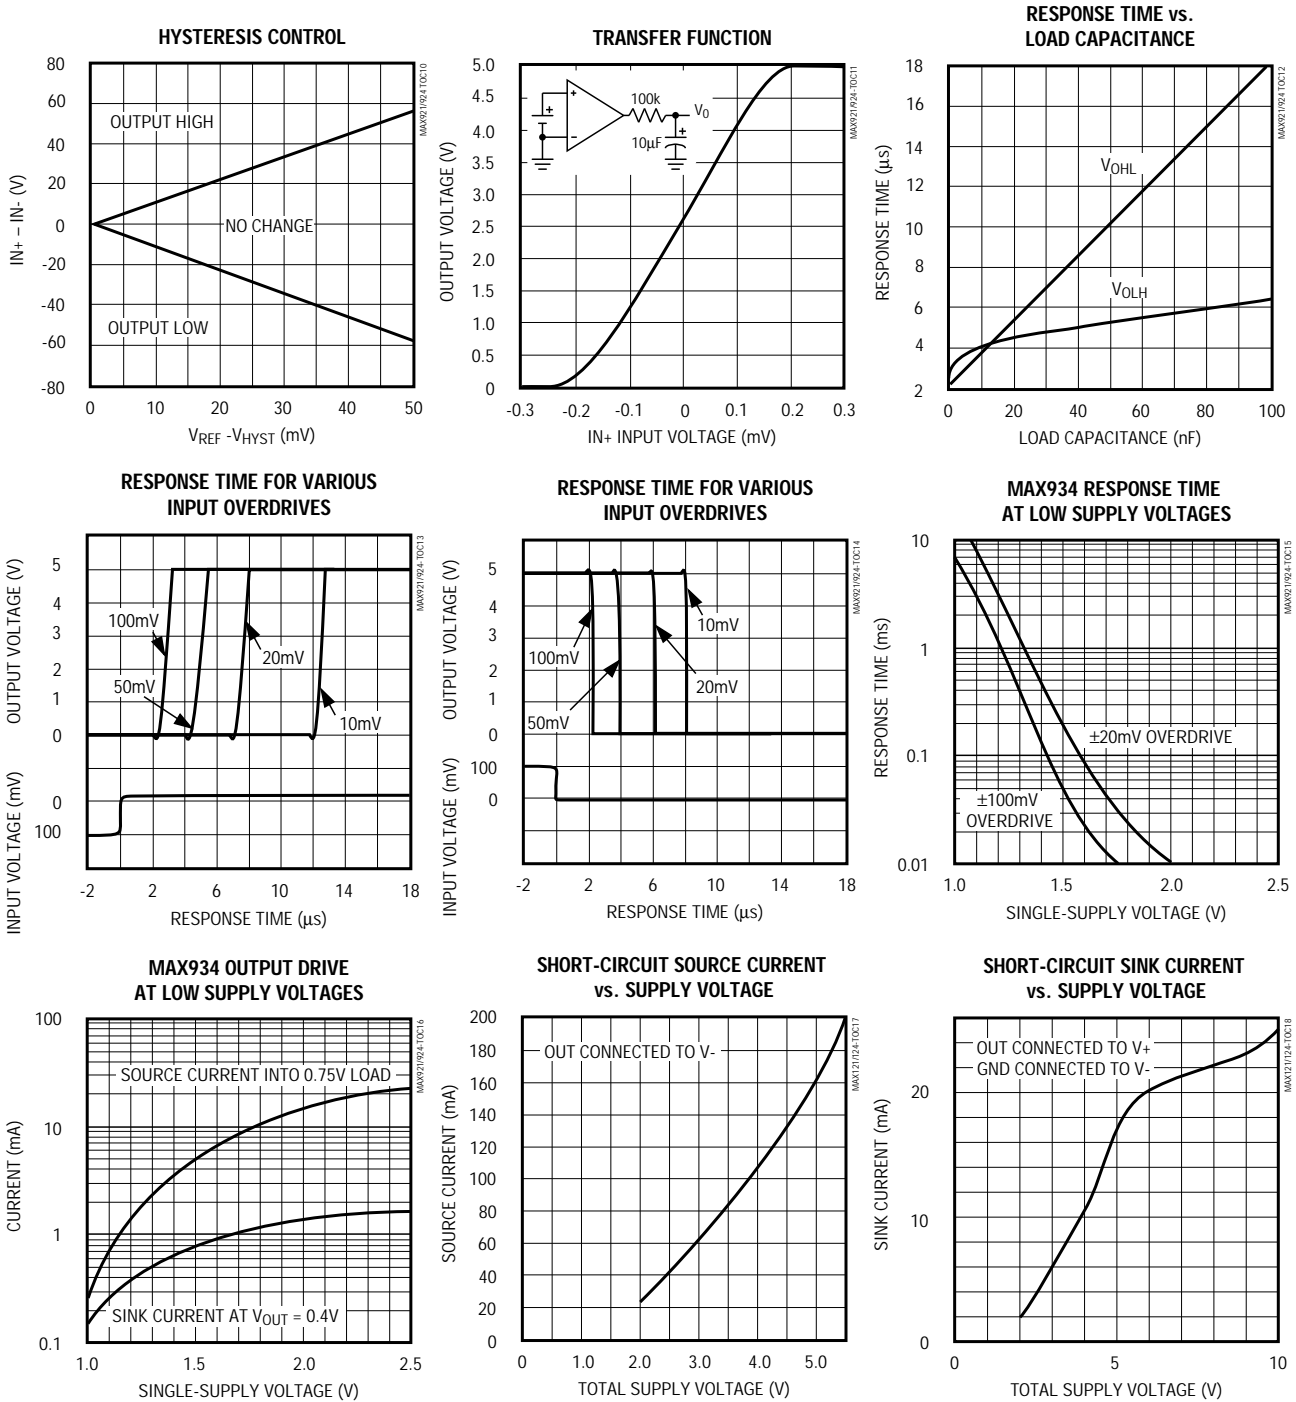 HYSTERESIS CONTROL
80
60
40
20
0
-20
-40
-60
-80
IN+ – IN- (V)
OUTPUT HIGH
NO CHANGE
OUTPUT LOW
0 10 20 30 40 50
VREF -VHYST (mV)
MAX921/924 TOC10
TRANSFER FUNCTION
5.0
4.5
4.0
3.5
3.0
2.5
2.0
1.5
1.0
0.5
0
OUTPUT VOLTAGE (V)
100k
V0
10µF
+
–
+
+
-0.3 -0.2 -0.1 0 0.1 0.2 0.3
IN+ INPUT VOLTAGE (mV)
MAX921/924-TOC11
RESPONSE TIME vs.
LOAD CAPACITANCE
18
16
14
12
10
8
6
4
2
RESPONSE TIME (µs)
VOHL
VOLH
0 20 40 60 80 100
LOAD CAPACITANCE (nF)
MAX921/924 TOC12
RESPONSE TIME FOR VARIOUS
INPUT OVERDRIVES
5
4
3
2
1
0
0
100
OUTPUT VOLTAGE (V)
INPUT VOLTAGE (mV)
100mV
20mV
50mV
10mV
-2 2 6 10 14 18
RESPONSE TIME (µs)
MAX921/924-TOC13
RESPONSE TIME FOR VARIOUS
INPUT OVERDRIVES
5
4
3
2
1
0
100
0
OUTPUT VOLTAGE (V)
INPUT VOLTAGE (mV)
10mV
100mV
20mV
50mV
-2 2 6 10 14 18
RESPONSE TIME (µs)
MAX921/924-TOC14
MAX934 RESPONSE TIME
AT LOW SUPPLY VOLTAGES
10
1
0.1
0.01
RESPONSE TIME (ms)
±20mV OVERDRIVE
±100mV
OVERDRIVE
1.0 1.5 2.0 2.5
SINGLE-SUPPLY VOLTAGE (V)
MAX921/924-TOC15
MAX934 OUTPUT DRIVE
AT LOW SUPPLY VOLTAGES
100
10
1
0.1
CURRENT (mA)
SOURCE CURRENT INTO 0.75V LOAD
SINK CURRENT AT VOUT = 0.4V
1.0 1.5 2.0 2.5
SINGLE-SUPPLY VOLTAGE (V)
MAX921/924-TOC16
SHORT-CIRCUIT SOURCE CURRENT
vs. SUPPLY VOLTAGE
200
180
160
140
120
100
80
60
40
20
0
SOURCE CURRENT (mA)
OUT CONNECTED TO V-
0 1.0 2.0 3.0 4.0 5.0
TOTAL SUPPLY VOLTAGE (V)
MAX121/124-TOC17
SHORT-CIRCUIT SINK CURRENT
vs. SUPPLY VOLTAGE
20
10
0
SINK CURRENT (mA)
OUT CONNECTED TO V+
GND CONNECTED TO V-
0 5 10
TOTAL SUPPLY VOLTAGE (V)
MAX121/124-TOC18